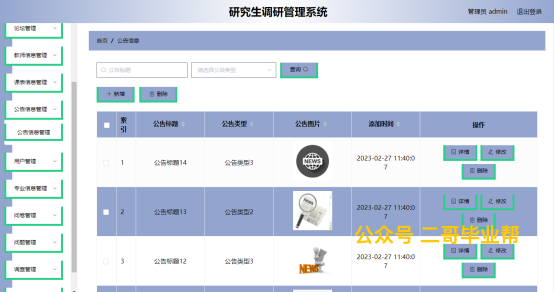 研究生调研管理系统
管理员 admin 退出登录
论坛管理
教师信息管理
课表信息管理
公告信息管理
公告信息管理
用户管理
专业信息管理
问卷管理
问题管理
调查管理
首页 / 公告信息
公告标题 请选择公告类型 查询
+ 新增 删除
索引 公告标题 公告类型 公告图片 添加时间 操作
1 公告标题14 公告类型3 NEWS 2023-02-27 11:40:07 详情 修改 删除
2 公告标题13 公告类型2 2023-02-27 11:40:07 详情 修改 删除
3 公告标题12 公告类型3 NEWS 2023-02-27 11:40:07 详情 修改 删除
公众号 二哥毕业帮